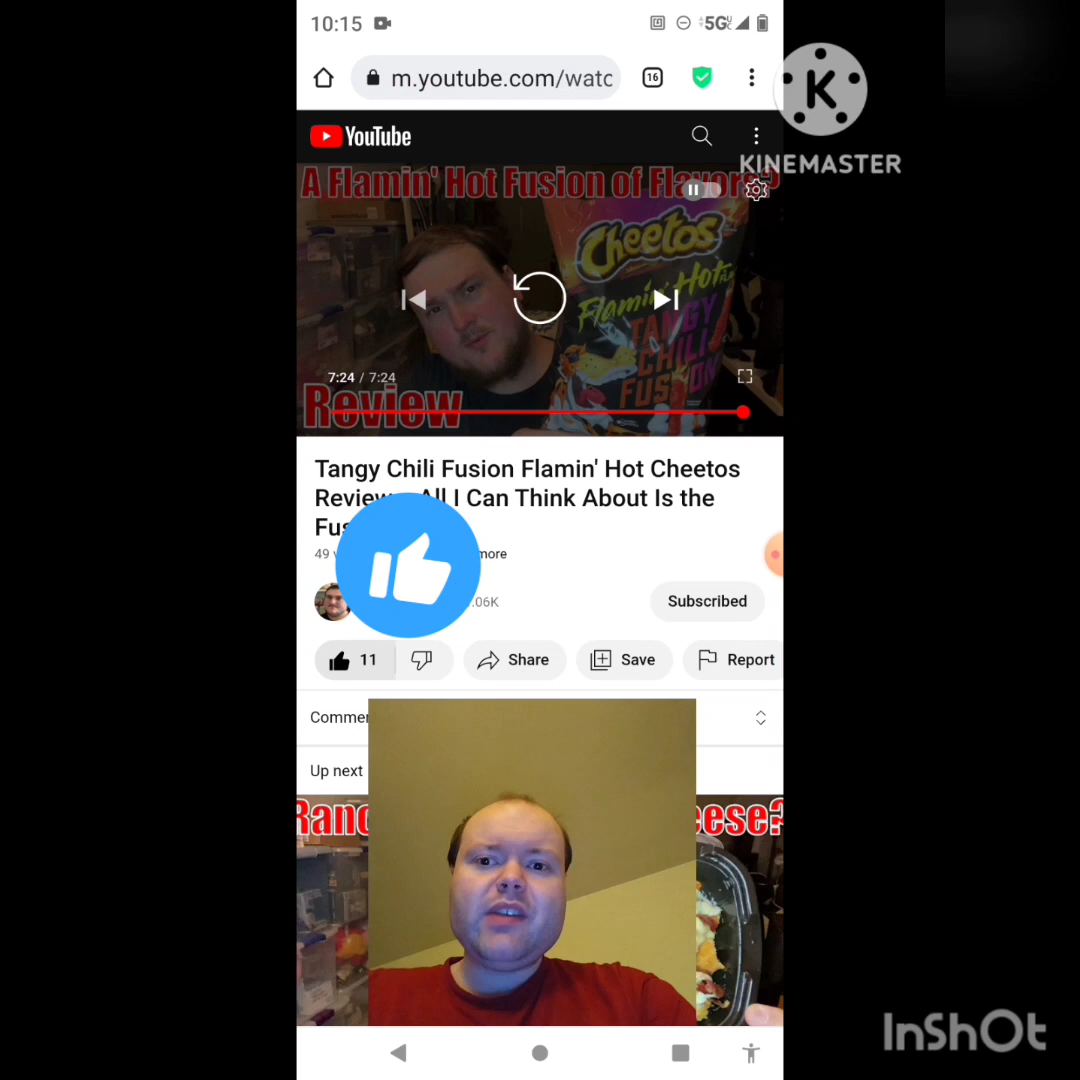 10:15
5G
UC
m.youtube.com/watc
16
K
YouTube
KINEMASTER
A Flamin' Hot Fusion of Flavors?
Cheetos
Flamin' Hot
TANGY
CHILI
FUSION
7:24 / 7:24
Review
Tangy Chili Fusion Flamin' Hot Cheetos
All I Can Think About Is the
49
more
.06K
Subscribed
11
Share
Save
Report
Up next
InShOt